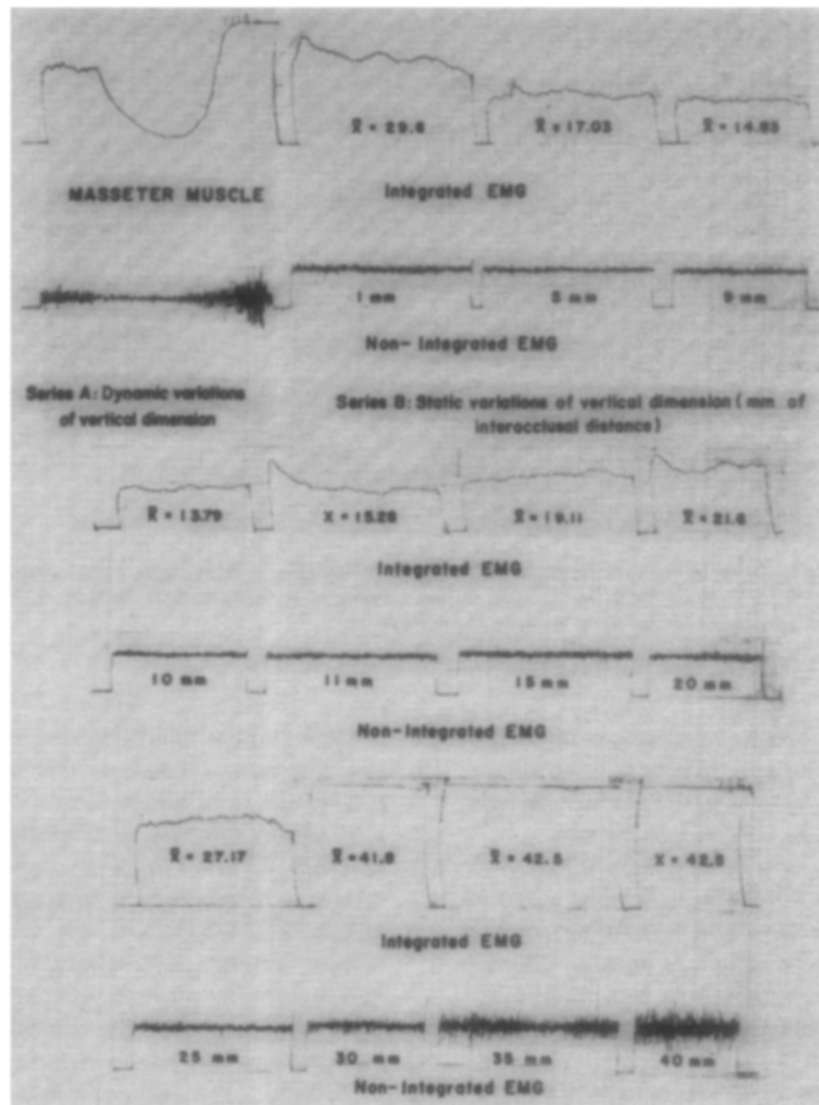 x̄ = 29.6 x̄ = 17.03 x̄ = 14.65
MASSETER MUSCLE Integrated EMG
1 mm 5 mm 9 mm
Non-Integrated EMG
Series A: Dynamic variations
of vertical dimension
Series B: Static variations of vertical dimension (mm of
interocclusal distance)
x̄ = 13.79 x = 15.28 x̄ = 19.11 x̄ = 21.6
Integrated EMG
10 mm 11 mm 15 mm 20 mm
Non-Integrated EMG
x̄ = 27.17 x̄ = 41.8 x̄ = 42.5 x = 42.5
Integrated EMG
25 mm 30 mm 35 mm 40 mm
Non-Integrated EMG